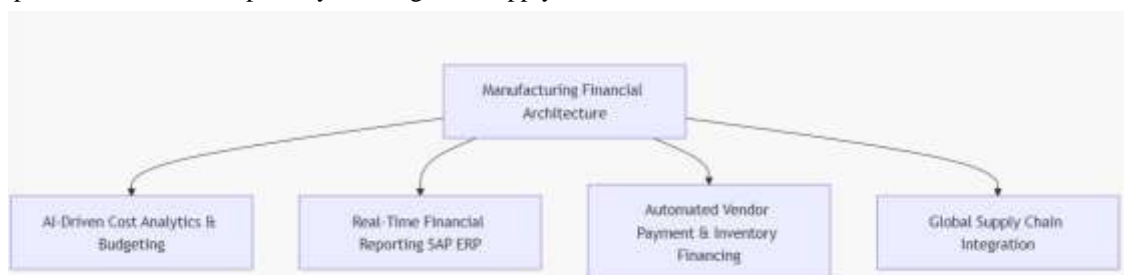 Manufacturing Financial
Architecture
AI-Driven Cost Analytics &
Budgeting
Real-Time Financial
Reporting SAP ERP
Automated Vendor
Payment & Inventory
Financing
Global Supply Chain
Integration